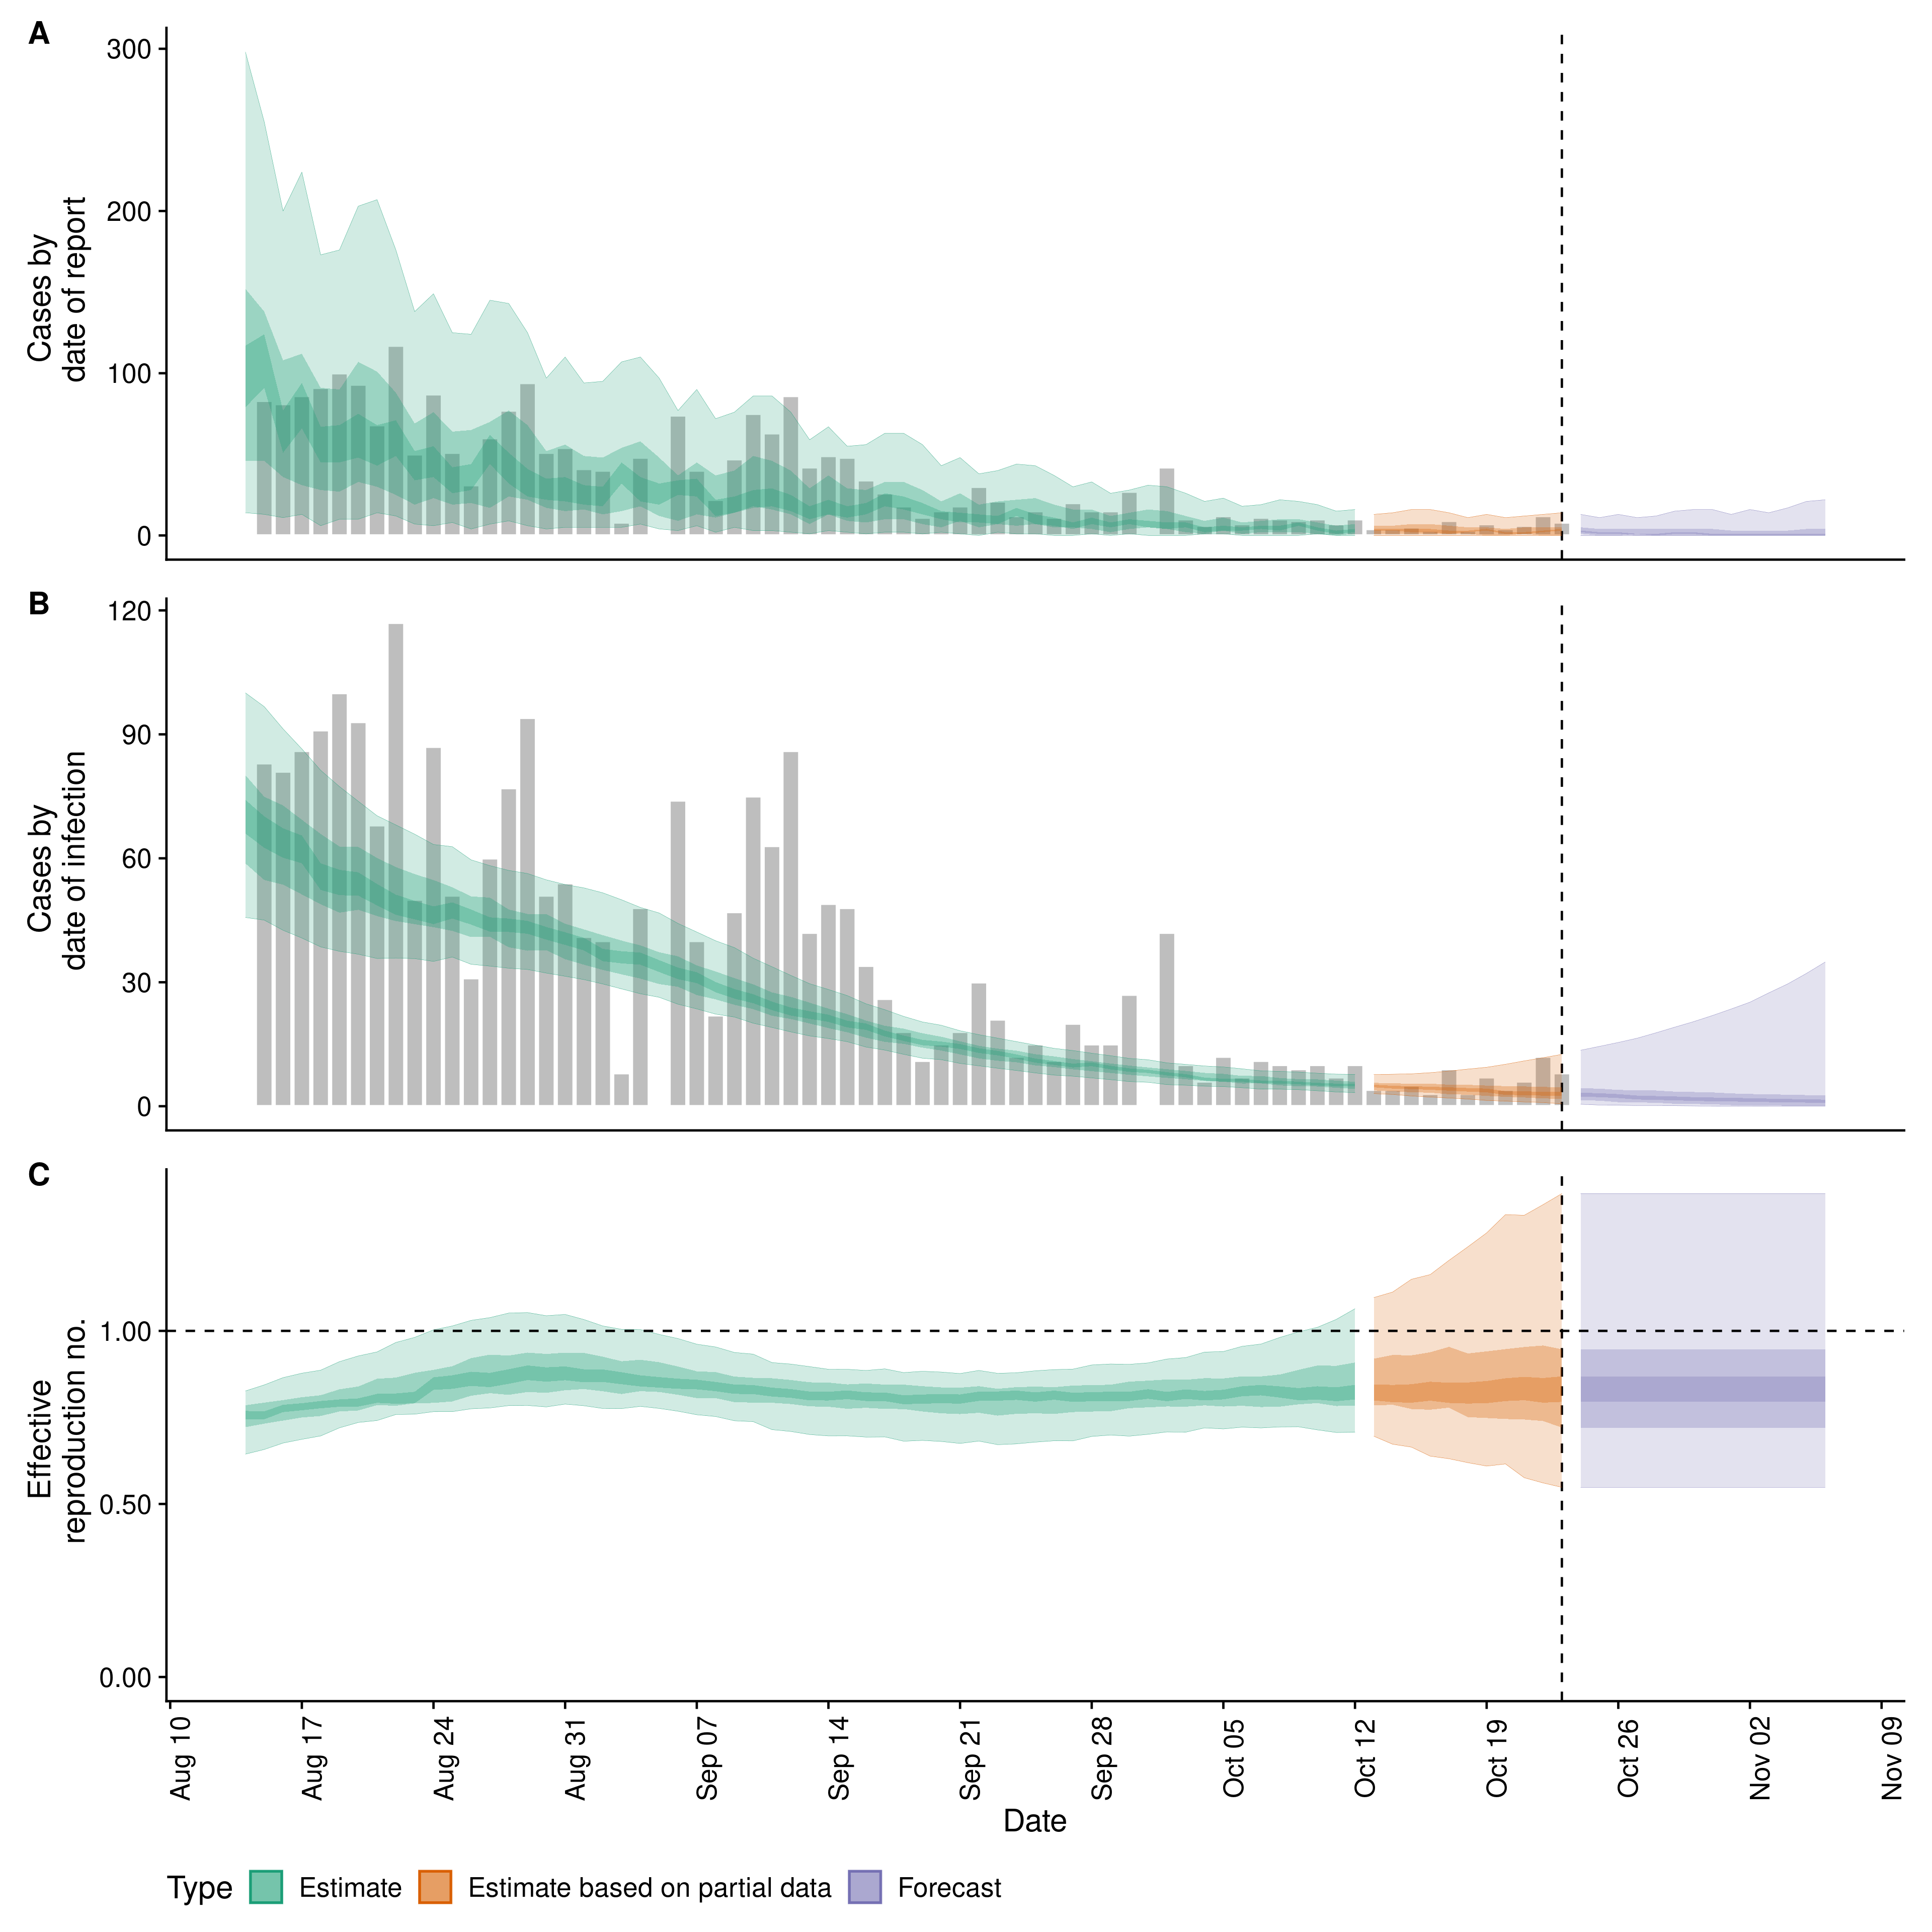 A
300
200
100
0
Cases by
date of report
B
120
90
60
30
0
Cases by
date of infection
C
1.00
0.50
0.00
Effective
reproduction no.
Aug 10
Aug 17
Aug 24
Aug 31
Sep 07
Sep 14
Sep 21
Sep 28
Oct 05
Oct 12
Oct 19
Oct 26
Nov 02
Nov 09
Date
Type Estimate Estimate based on partial data Forecast